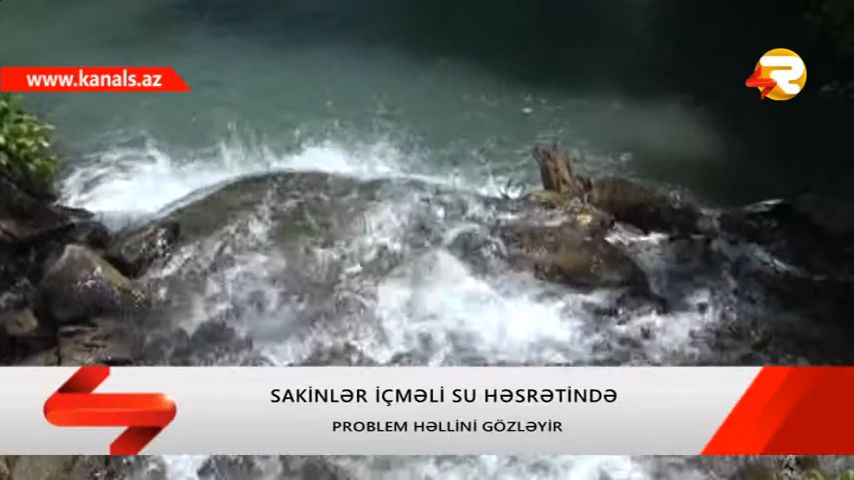 www.kanals.az
R
SAKİNLƏR İÇMƏLİ SU HƏSRƏTİNDƏ
PROBLEM HƏLLİNİ GÖZLƏYİR